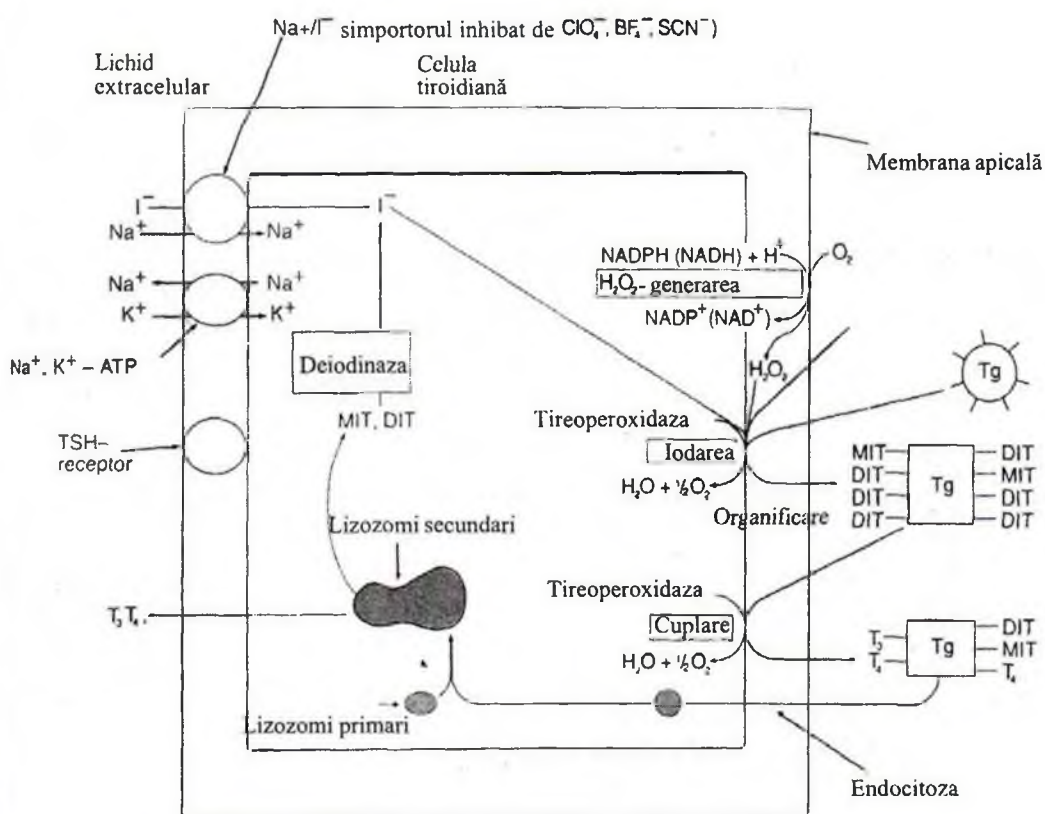 Na+/I⁻ simportorul inhibat de ClO₄⁻, BF₄⁻, SCN⁻)
Lichid
extracelular
Celula
tiroidiană
Membrana apicală
I⁻
I⁻
Na⁺
Na⁺
Na⁺
Na⁺
K⁺
K⁺
Na⁺, K⁺ – ATP
TSH–
receptor
Deiodinaza
MIT, DIT
NADPH (NADH) + H⁺
O₂
H₂O₂- generarea
NADP⁺ (NAD⁺)
H₂O₂
Tg
Tireoperoxidaza
Iodarea
H₂O + ½O₂
Organificare
MIT
DIT
DIT
DIT
Tg
DIT
MIT
DIT
DIT
Lizozomi secundari
T₃ T₄,
Tireoperoxidaza
Cuplare
H₂O + ½O₂
T₃
T₄
Tg
DIT
MIT
T₄
Lizozomi primari
Endocitoza